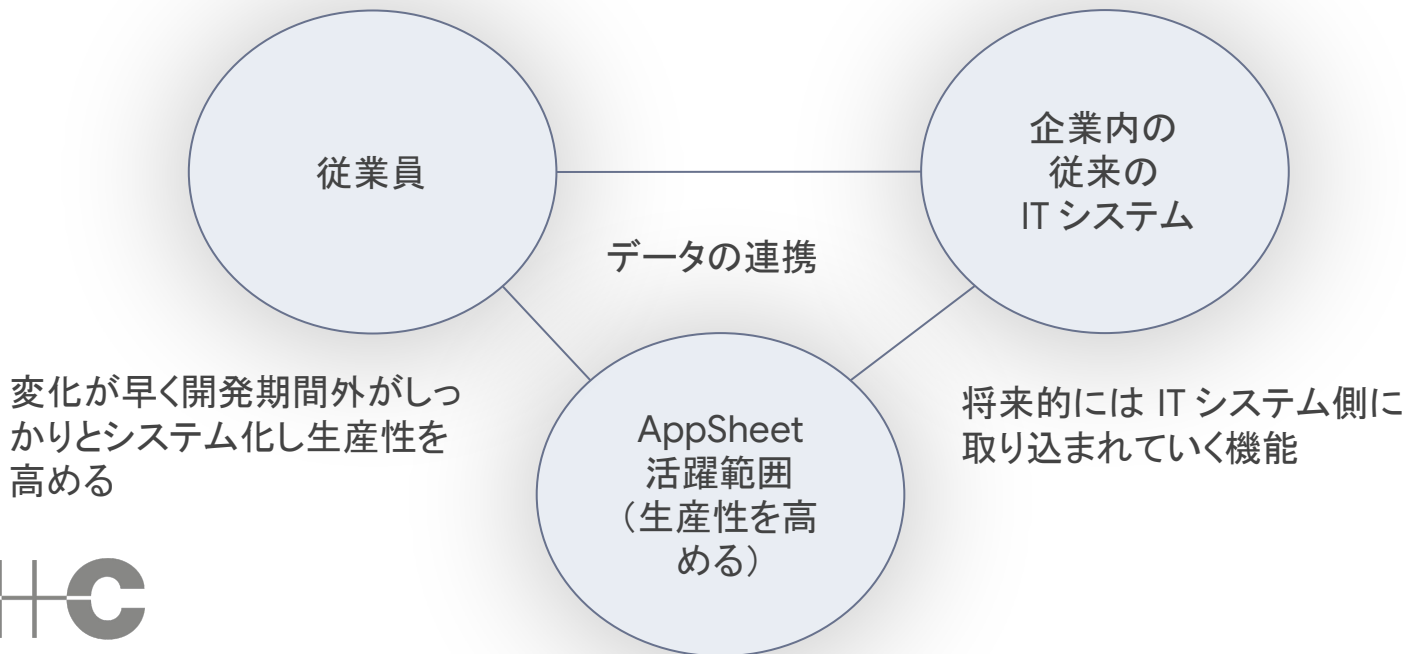 従業員
企業内の
従来の
IT システム
データの連携
変化が早く開発期間外がしっ
かりとシステム化し生産性を
高める
AppSheet
活躍範囲
（生産性を高
める）
将来的には IT システム側に
取り込まれていく機能
C